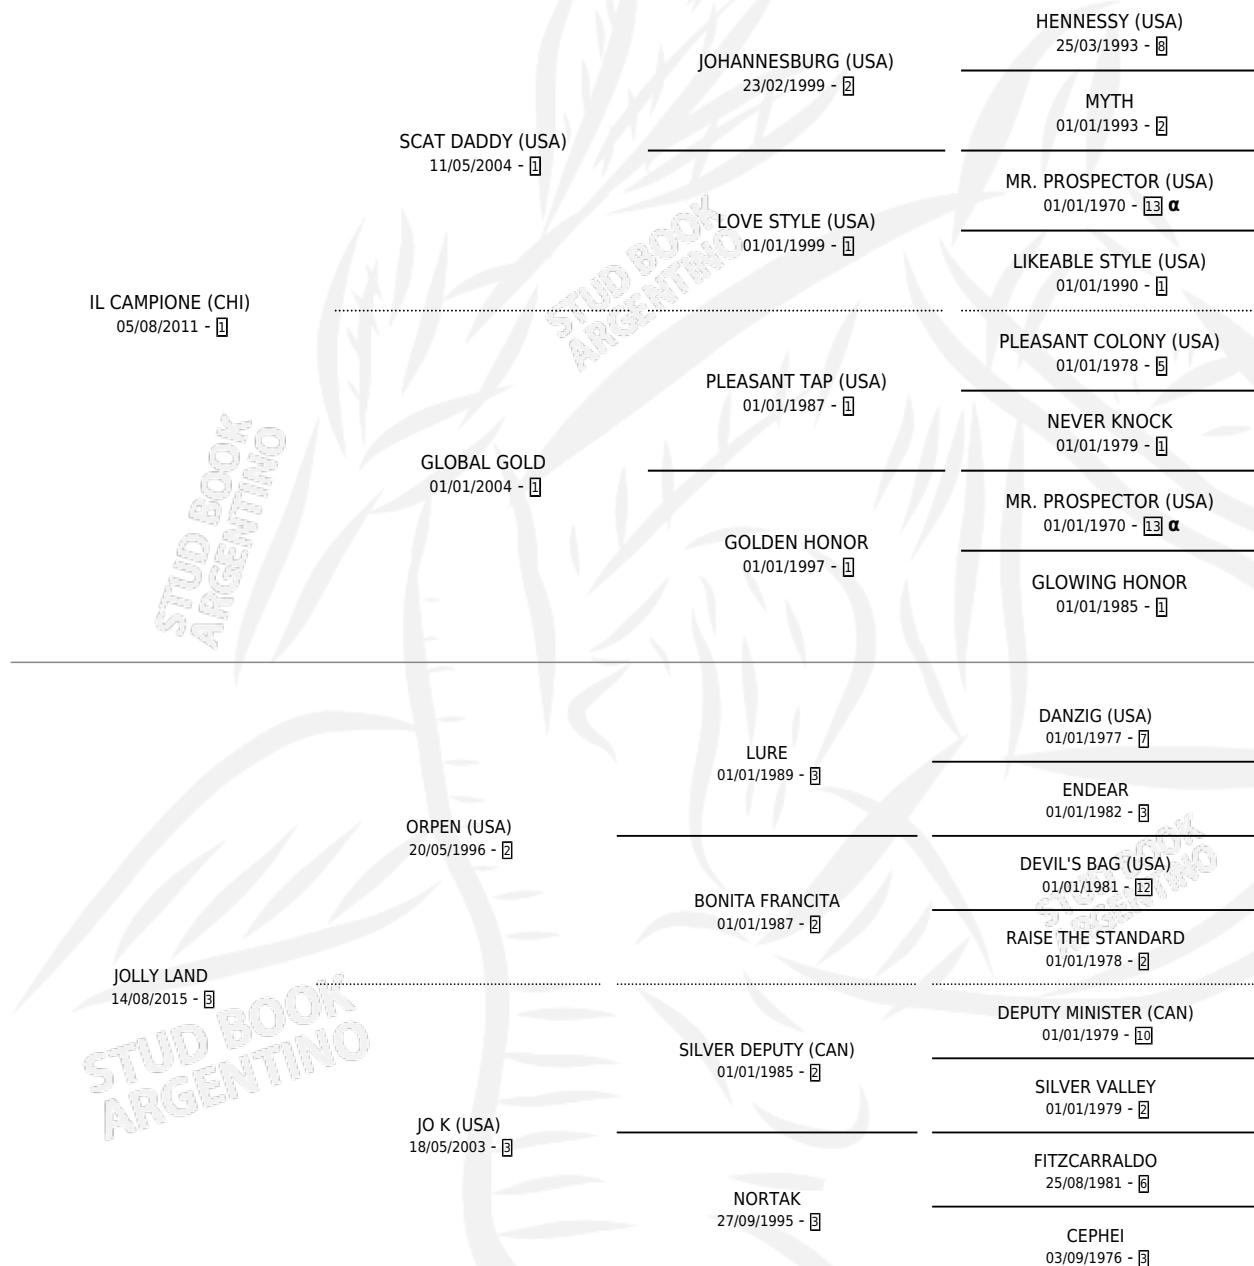 HENNESSY (USA)
25/03/1993 - 8
JOHANNESBURG (USA)
23/02/1999 - 2
MYTH
01/01/1993 - 2
SCAT DADDY (USA)
11/05/2004 - 1
MR. PROSPECTOR (USA)
01/01/1970 - 13 α
LOVE STYLE (USA)
01/01/1999 - 1
LIKEABLE STYLE (USA)
01/01/1990 - 1
IL CAMPIONE (CHI)
05/08/2011 - 1
STUD BOOK
ARGENTINO
PLEASANT COLONY (USA)
01/01/1978 - 5
PLEASANT TAP (USA)
01/01/1987 - 1
NEVER KNOCK
01/01/1979 - 1
GLOBAL GOLD
01/01/2004 - 1
MR. PROSPECTOR (USA)
01/01/1970 - 13 α
GOLDEN HONOR
01/01/1997 - 1
GLOWING HONOR
01/01/1985 - 1
STUD BOOK
ARGENTINO
DANZIG (USA)
01/01/1977 - 7
LURE
01/01/1989 - 3
ENDEAR
01/01/1982 - 3
ORPEN (USA)
20/05/1996 - 2
DEVIL'S BAG (USA)
01/01/1981 - 12
BONITA FRANCITA
01/01/1987 - 2
RAISE THE STANDARD
01/01/1978 - 2
STUD BOOK
ARGENTINO
JOLLY LAND
14/08/2015 - 3
DEPUTY MINISTER (CAN)
01/01/1979 - 10
SILVER DEPUTY (CAN)
01/01/1985 - 2
SILVER VALLEY
01/01/1979 - 2
STUD BOOK
ARGENTINO
JO K (USA)
18/05/2003 - 3
FITZCARRALDO
25/08/1981 - 6
NORTAK
27/09/1995 - 3
CEPHEI
03/09/1976 - 3